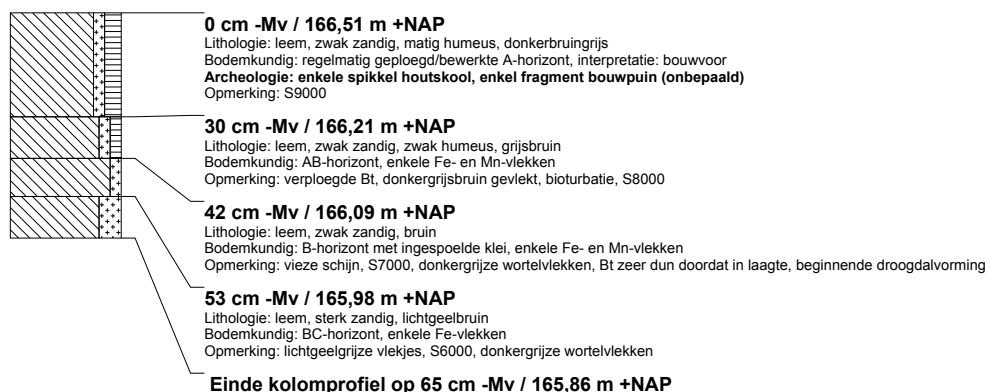 0 cm -Mv / 166,51 m +NAP
Lithologie: leem, zwak zandig, matig humeus, donkerbruingrijs
Bodemkundig: regelmatig geploegd/bewerkte A-horizont, interpretatie: bouwvoor
Archeologie: enkele spikkel houtskool, enkel fragment bouwpuin (onbepaald)
Opmerking: S9000
30 cm -Mv / 166,21 m +NAP
Lithologie: leem, zwak zandig, zwak humeus, grijsbruin
Bodemkundig: AB-horizont, enkele Fe- en Mn-vlekken
Opmerking: verploegde Bt, donkergrijsbruin gevlekt, bioturbatie, S8000
42 cm -Mv / 166,09 m +NAP
Lithologie: leem, zwak zandig, bruin
Bodemkundig: B-horizont met ingespoelde klei, enkele Fe- en Mn-vlekken
Opmerking: vieze schijn, S7000, donkergrijze wortelvlekken, Bt zeer dun doordat in laagte, beginnende droogdalvorming
53 cm -Mv / 165,98 m +NAP
Lithologie: leem, sterk zandig, lichtgeelbruin
Bodemkundig: BC-horizont, enkele Fe-vlekken
Opmerking: lichtgeelgrijze vlekjes, S6000, donkergrijze wortelvlekken
Einde kolomprofiel op 65 cm -Mv / 165,86 m +NAP